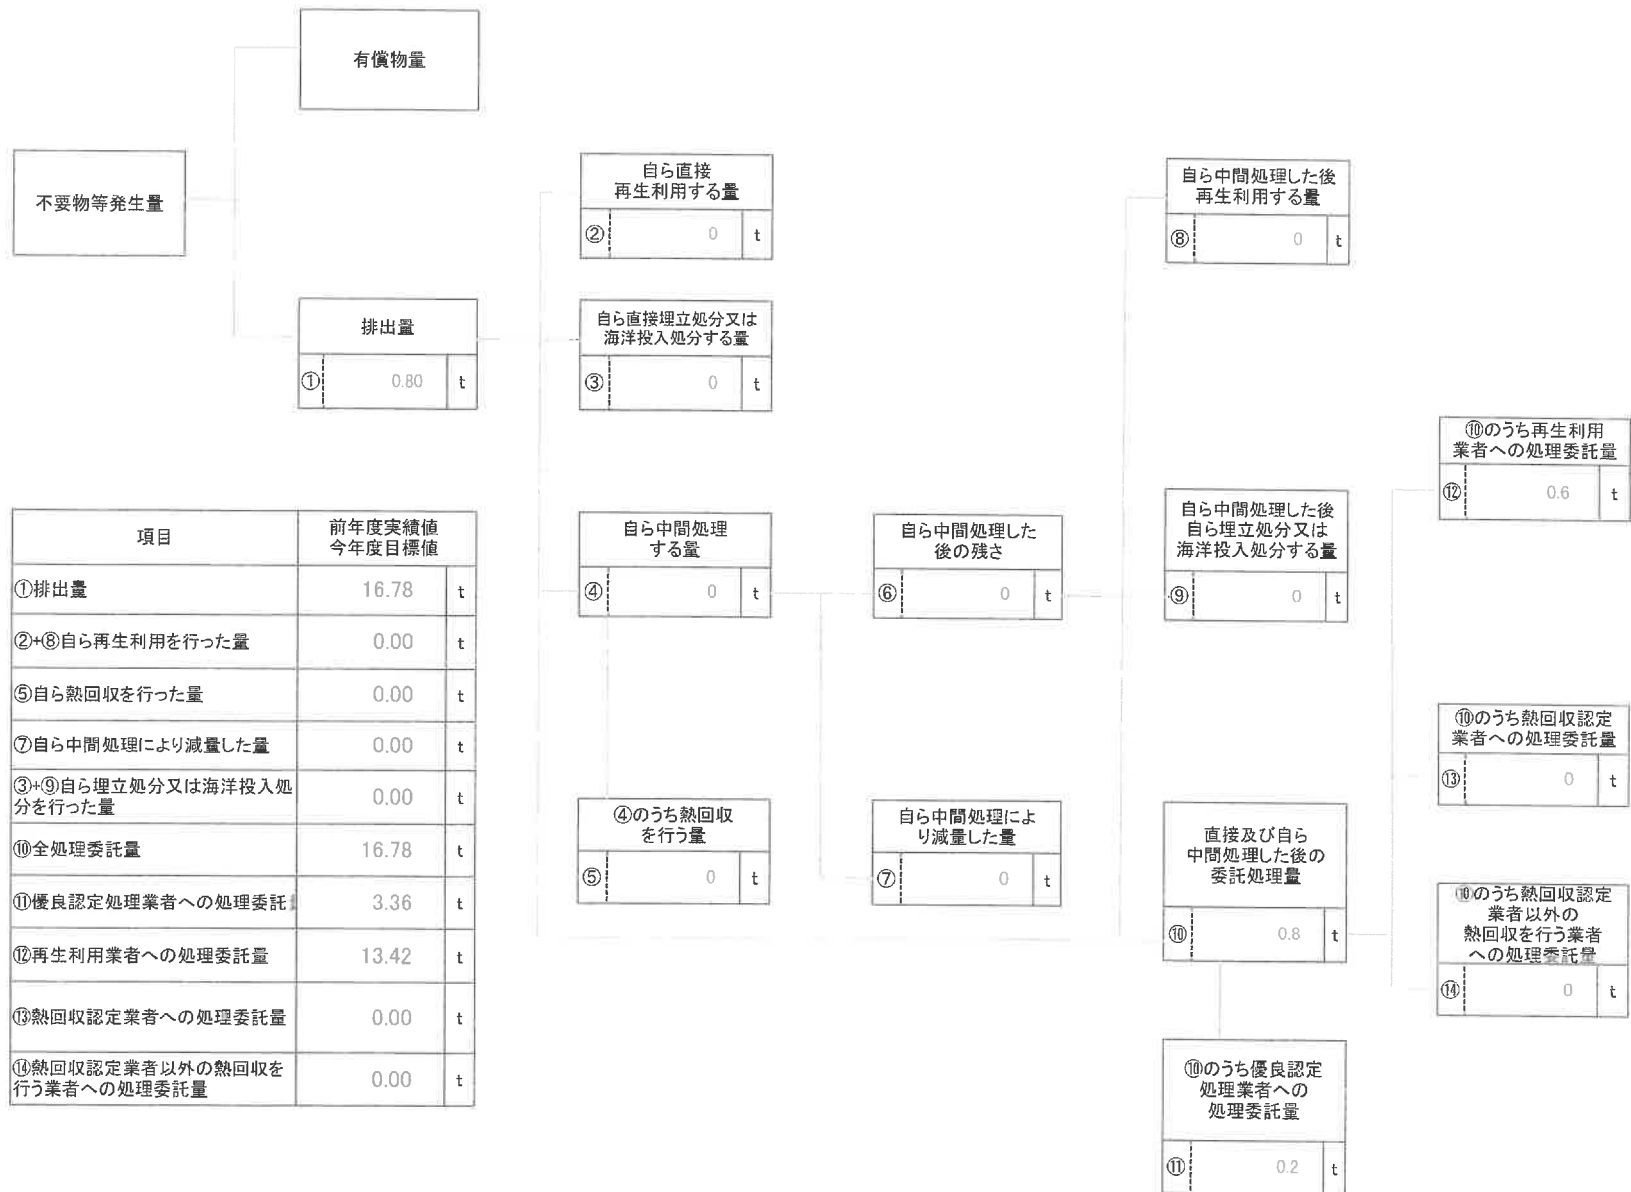 有償物量
不要物等発生量
排出量
① 0.80 t
自ら直接
再生利用する量
② 0 t
自ら直接埋立処分又は
海洋投入処分する量
③ 0 t
自ら中間処理
する量
④ 0 t
④のうち熱回収
を行う量
⑤ 0 t
自ら中間処理した
後の残さ
⑥ 0 t
自ら中間処理によ
り減量した量
⑦ 0 t
自ら中間処理した後
再生利用する量
⑧ 0 t
自ら中間処理した後
自ら埋立処分又は
海洋投入処分する量
⑨ 0 t
直接及び自ら
中間処理した後の
委託処理量
⑩ 0.8 t
⑩のうち優良認定
処理業者への
処理委託量
⑪ 0.2 t
⑩のうち再生利用
業者への処理委託量
⑫ 0.6 t
⑩のうち熱回収認定
業者への処理委託量
⑬ 0 t
⑩のうち熱回収認定
業者以外の
熱回収を行う業者
への処理委託量
⑭ 0 t
項目
前年度実績値
今年度目標値
①排出量 16.78 t
②+⑧自ら再生利用を行った量 0.00 t
⑤自ら熱回収を行った量 0.00 t
⑦自ら中間処理により減量した量 0.00 t
③+⑨自ら埋立処分又は海洋投入処
分を行った量 0.00 t
⑩全処理委託量 16.78 t
⑪優良認定処理業者への処理委託 3.36 t
⑫再生利用業者への処理委託量 13.42 t
⑬熱回収認定業者への処理委託量 0.00 t
⑭熱回収認定業者以外の熱回収を
行う業者への処理委託量 0.00 t